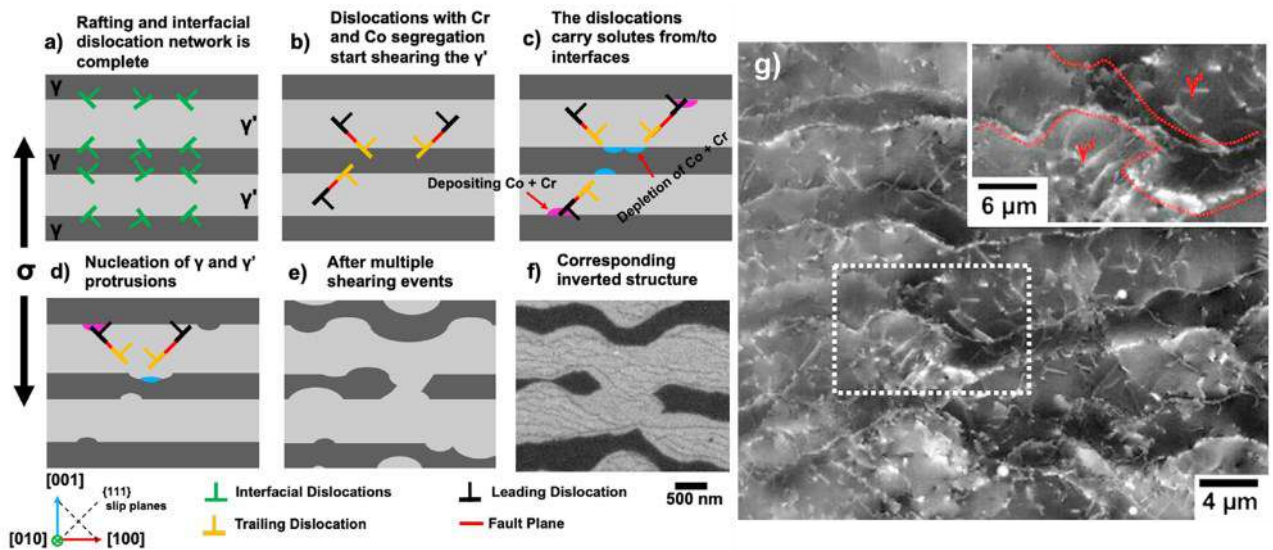 a) Rafting and interfacial
dislocation network is
complete
γ
γ'
γ
γ'
γ
b) Dislocations with Cr
and Co segregation
start shearing the γ'
c) The dislocations
carry solutes from/to
interfaces
Depositing Co + Cr
Depletion of Co + Cr
σ
d) Nucleation of γ and γ'
protrusions
e) After multiple
shearing events
f) Corresponding
inverted structure
500 nm
[001]
{111}
slip planes
[010]
[100]
Interfacial Dislocations
Leading Dislocation
Trailing Dislocation
Fault Plane
g)
6 μm
4 μm